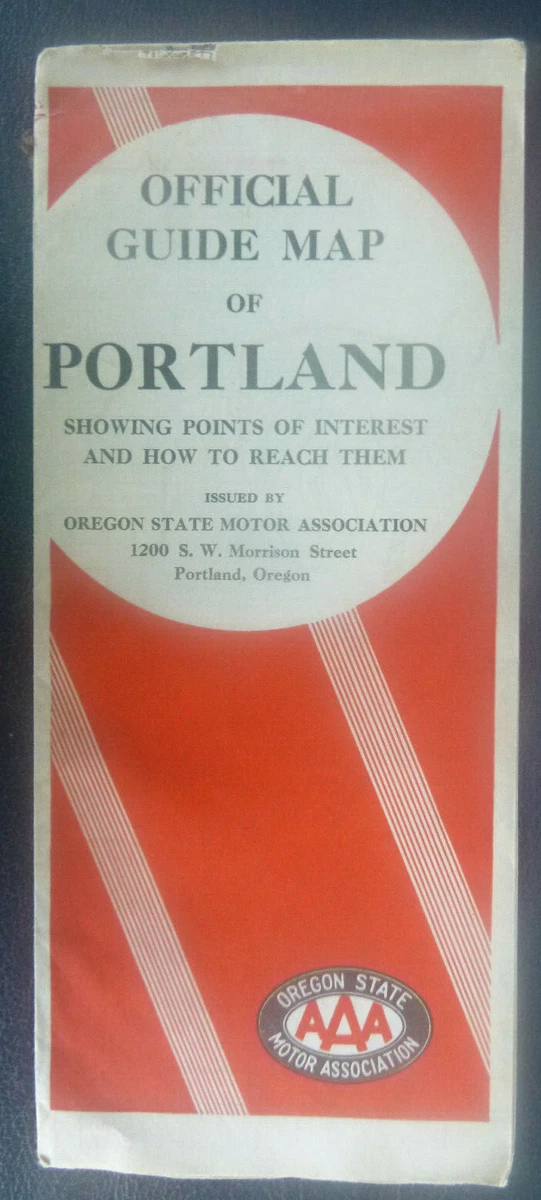 OFFICIAL
GUIDE MAP
OF
PORTLAND
SHOWING POINTS OF INTEREST
AND HOW TO REACH THEM
ISSUED BY
OREGON STATE MOTOR ASSOCIATION
1200 S. W. Morrison Street
Portland, Oregon
OREGON STATE
AAA
MOTOR ASSOCIATION